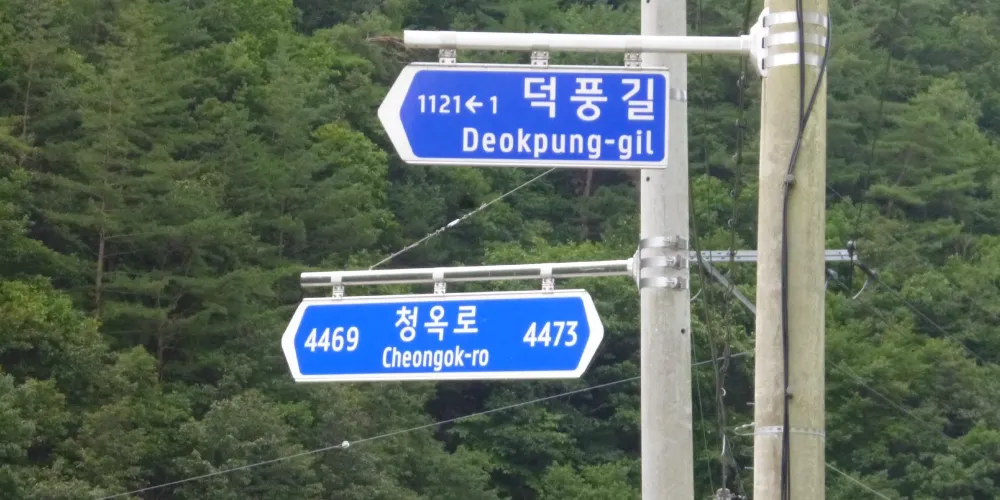 1121←1 덕풍길
Deokpung-gil
4469 청옥로 4473
Cheongok-ro